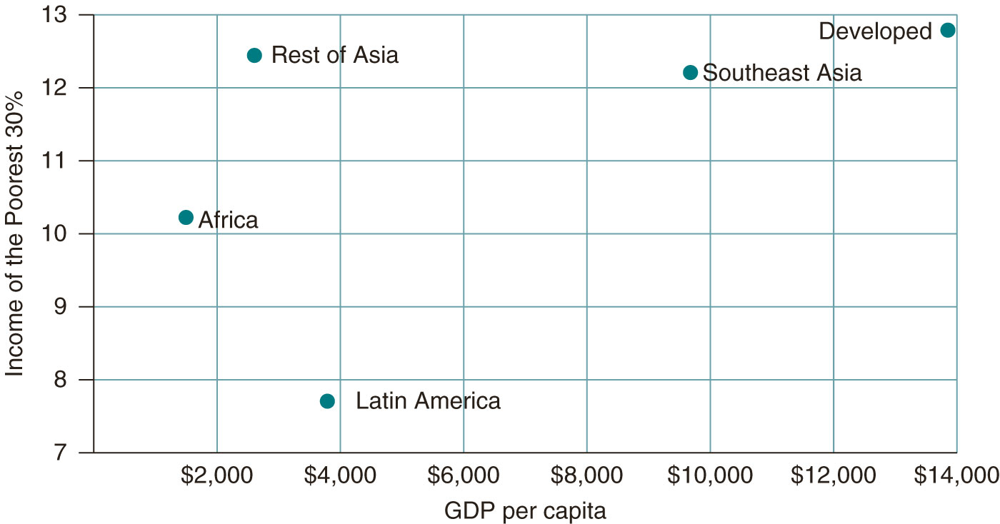 13
Developed
Rest of Asia
Southeast Asia
12
11
Africa
10
9
8
Latin America
7
Income of the Poorest 30%
$2,000 $4,000 $6,000 $8,000 $10,000 $12,000 $14,000
GDP per capita